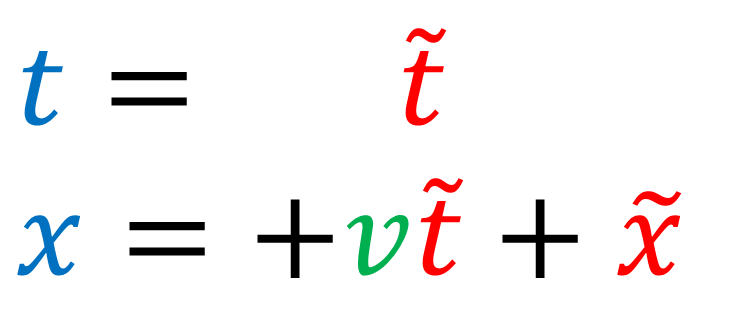 t = t̃
x = +vt̃ + x̃